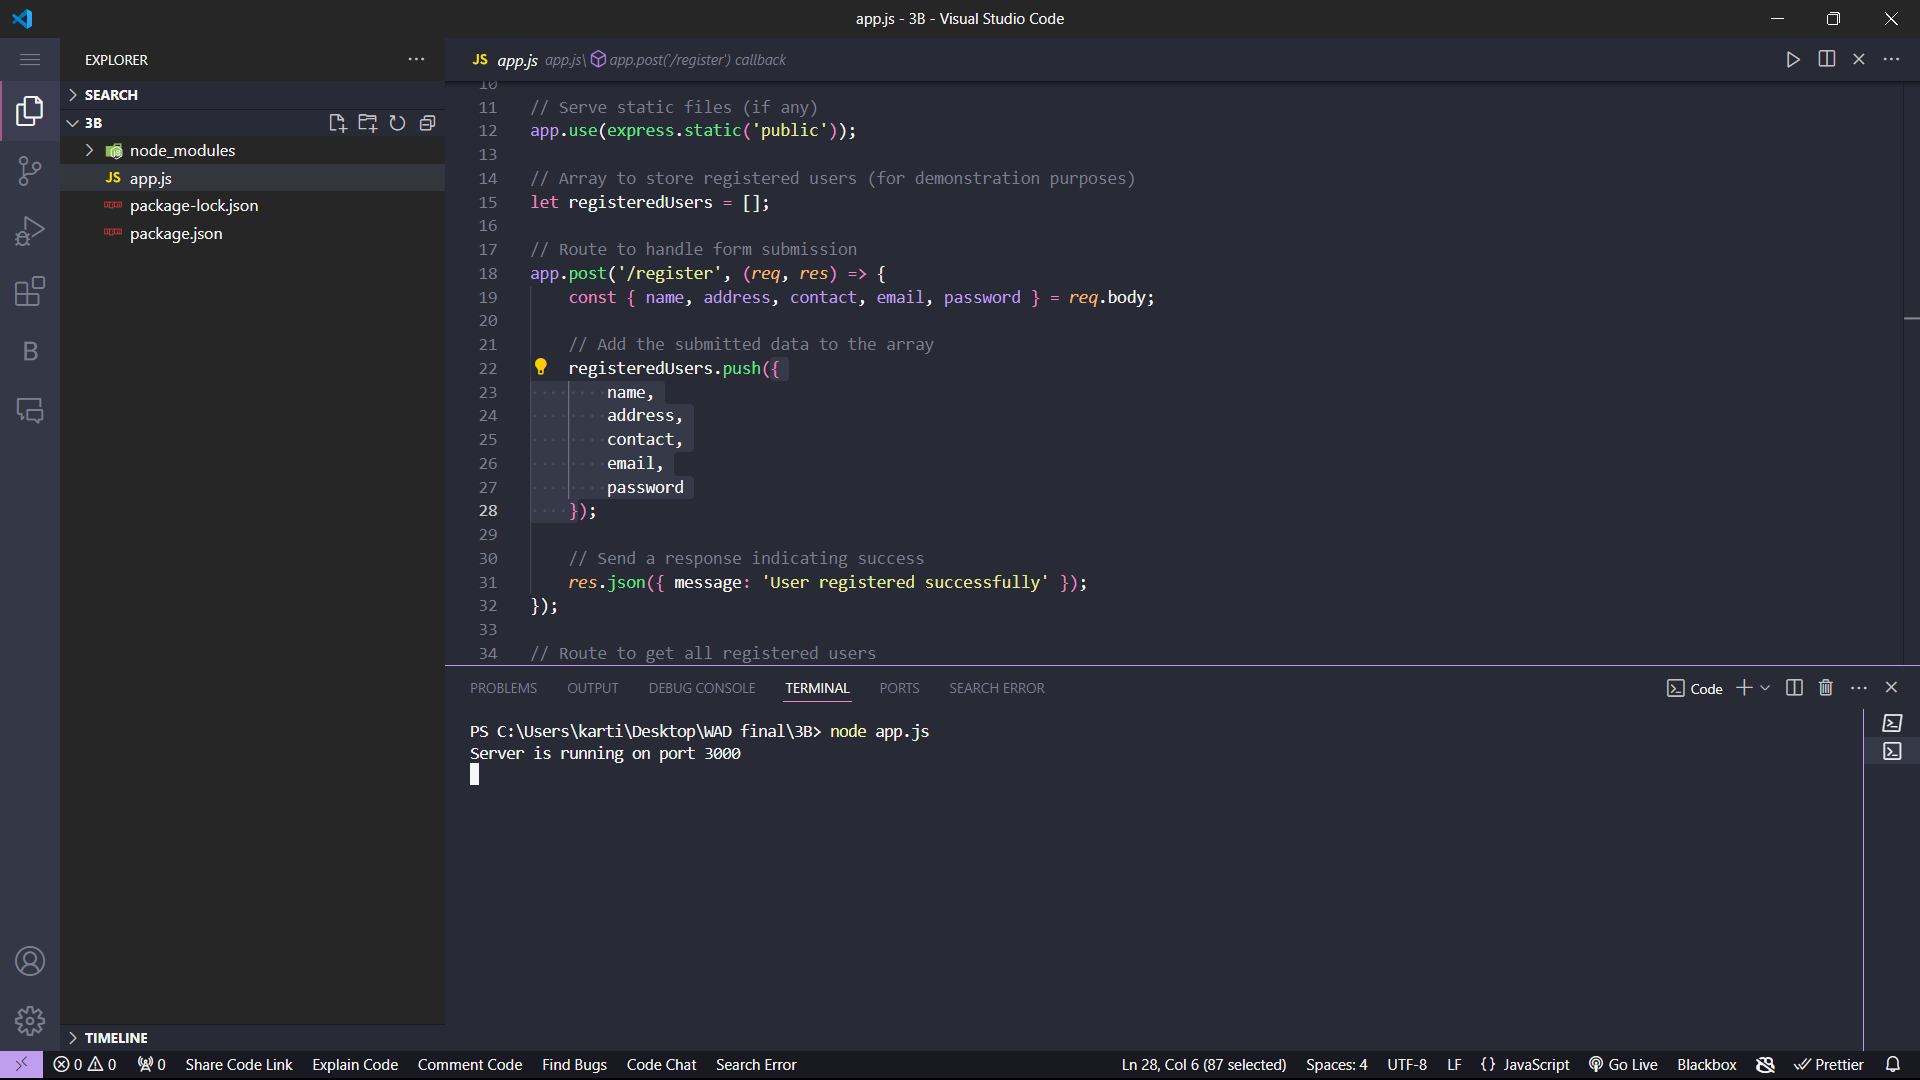 app.js - 3B - Visual Studio Code
EXPLORER
SEARCH
3B
node_modules
JS app.js
package-lock.json
package.json
TIMELINE
JS app.js app.js\ app.post('/register') callback
10
11 // Serve static files (if any)
12 app.use(express.static('public'));
13
14 // Array to store registered users (for demonstration purposes)
15 let registeredUsers = [];
16
17 // Route to handle form submission
18 app.post('/register', (req, res) => {
19 const { name, address, contact, email, password } = req.body;
20
21 // Add the submitted data to the array
22 registeredUsers.push({
23 name,
24 address,
25 contact,
26 email,
27 password
28 });
29
30 // Send a response indicating success
31 res.json({ message: 'User registered successfully' });
32 });
33
34 // Route to get all registered users
PROBLEMS OUTPUT DEBUG CONSOLE TERMINAL PORTS SEARCH ERROR Code
PS C:\Users\karti\Desktop\WAD final\3B> node app.js
Server is running on port 3000
0 0 0 Share Code Link Explain Code Comment Code Find Bugs Code Chat Search Error Ln 28, Col 6 (87 selected) Spaces: 4 UTF-8 LF {} JavaScript Go Live Blackbox Prettier
B